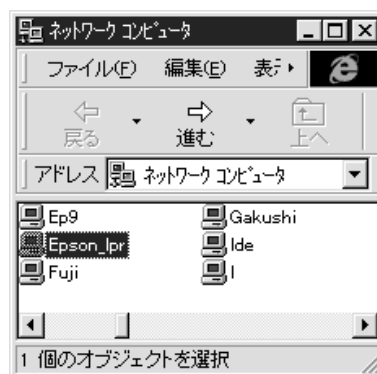 ネットワーク コンピュータ
ファイル(F) 編集(E) 表示
戻る 進む 上へ
アドレス ネットワーク コンピュータ
Ep9 Gakushi
Epson_lpr Ide
Fuji I
1 個のオブジェクトを選択